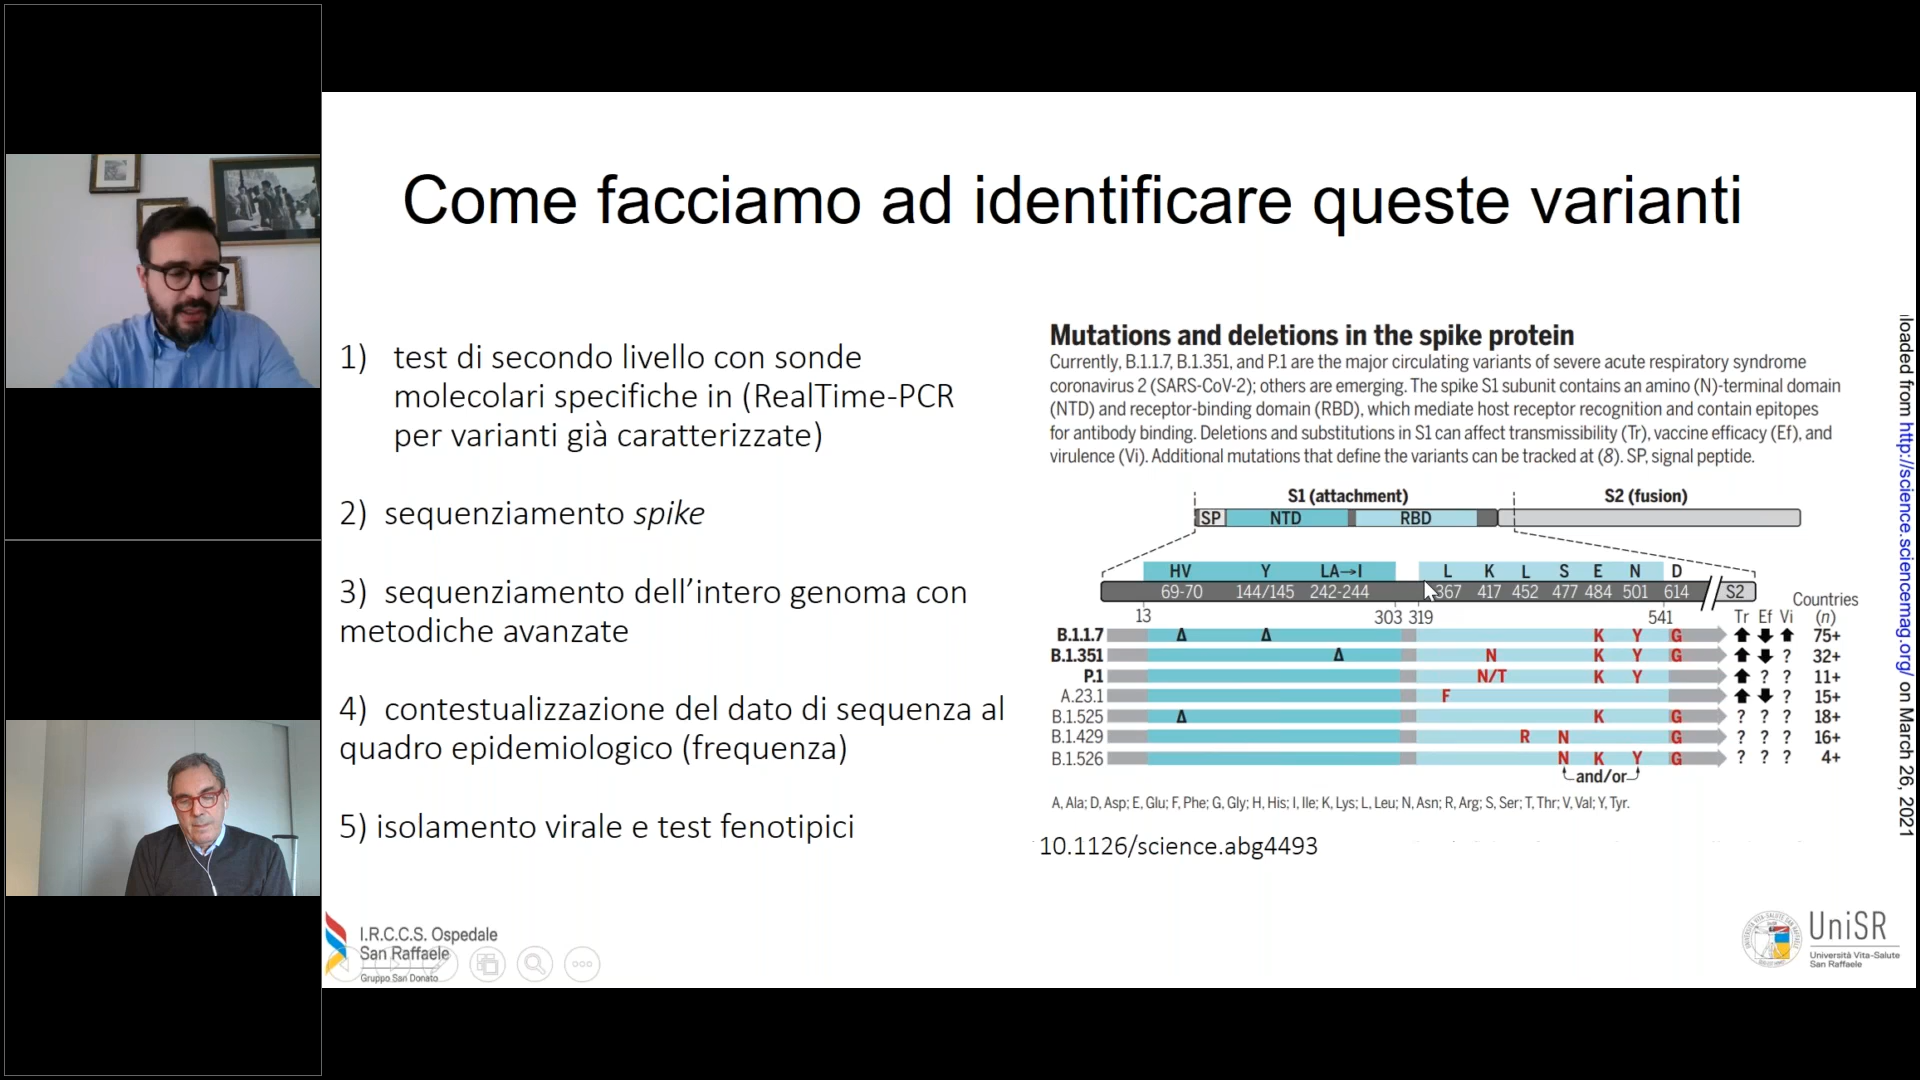 Come facciamo ad identificare queste varianti
1) test di secondo livello con sonde
molecolari specifiche in (RealTime-PCR
per varianti già caratterizzate)
2) sequenziamento spike
3) sequenziamento dell’intero genoma con
metodiche avanzate
4) contestualizzazione del dato di sequenza al
quadro epidemiologico (frequenza)
5) isolamento virale e test fenotipici
Mutations and deletions in the spike protein
Currently, B.1.1.7, B.1.351, and P.1 are the major circulating variants of severe acute respiratory syndrome
coronavirus 2 (SARS-CoV-2); others are emerging. The spike S1 subunit contains an amino (N)-terminal domain
(NTD) and receptor-binding domain (RBD), which mediate host receptor recognition and contain epitopes
for antibody binding. Deletions and substitutions in S1 can affect transmissibility (Tr), vaccine efficacy (Ef), and
virulence (Vi). Additional mutations that define the variants can be tracked at (8). SP, signal peptide.
S1 (attachment) S2 (fusion)
SP NTD RBD
HV Y LA→I L K L S E N D
69-70 144/145 242-244 367 417 452 477 484 501 614 S2
Countries
13 303 319 541 Tr Ef Vi (n)
B.1.1.7 Δ Δ K Y G ↑ ↓ ↑ 75+
B.1.351 Δ N K Y G ↑ ↓ ? 32+
P.1 N/T K Y ↑ ? ? 11+
A.23.1 F ↑ ↓ ? 15+
B.1.525 Δ K G ? ? ? 18+
B.1.429 R N G ? ? ? 16+
B.1.526 N K Y G ? ? ? 4+
and/or
A, Ala; D, Asp; E, Glu; F, Phe; G, Gly; H, His; I, Ile; K, Lys; L, Leu; N, Asn; R, Arg; S, Ser; T, Thr; V, Val; Y, Tyr.
10.1126/science.abg4493
http://science.sciencemag.org/ on March 26, 2021
I.R.C.C.S. Ospedale
San Raffaele
Gruppo San Donato
UniSR
Università Vita-Salute
San Raffaele